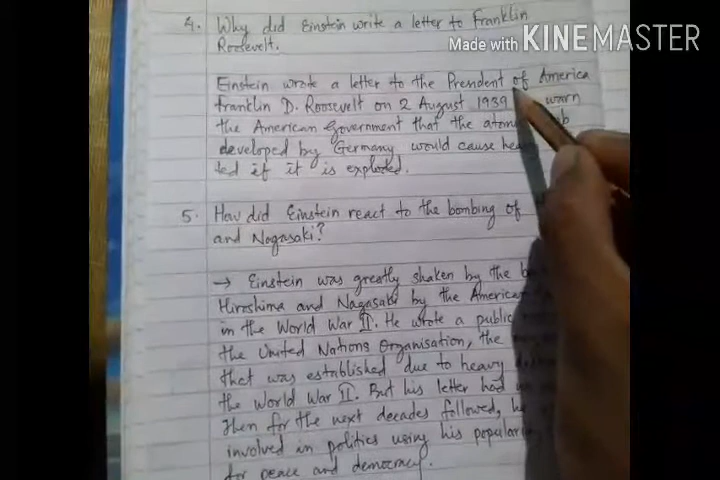 4. Why did Einstein write a letter to Franklin
Roosevelt.
Made with KINEMASTER
Einstein wrote a letter to the President of America
franklin D. Roosevelt on 2 August 1939 warn
the American government that the
developed by Germany would cause
ted if it is exploded.
5. How did Einstein react to the bombing of
and Nagasaki?
→ Einstein was greatly shaken by the
Hiroshima and Nagasaki by the
in the World War II. He wrote a public
the United Nations Organisation, the
that was established due to heavy
the World War II. But his letter had
Then for the next decades followed, he
involved in politics using his
for peace and democracy.